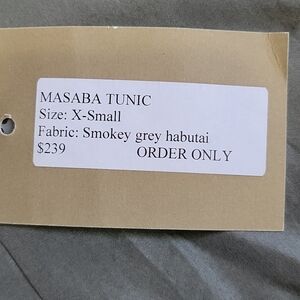 MASABA TUNIC
Size: X-Small
Fabric: Smokey grey habutai
$239 ORDER ONLY